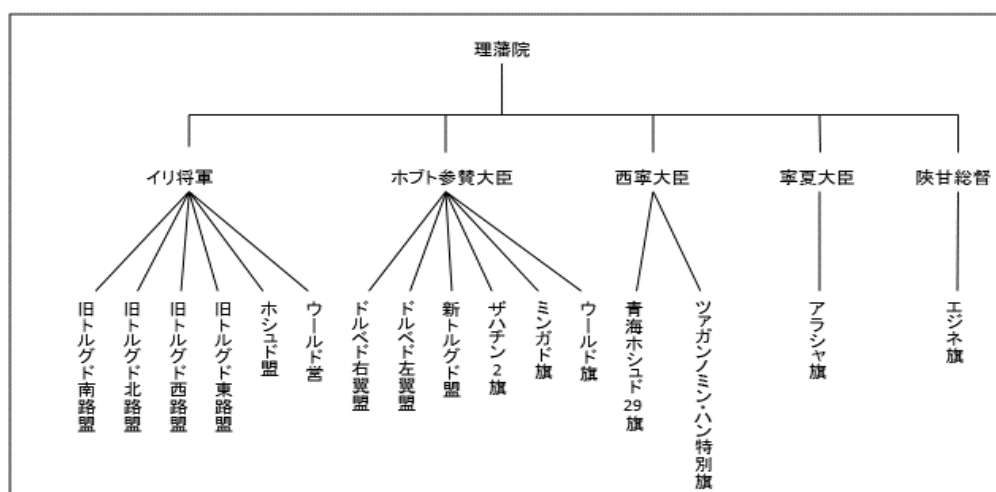 理藩院
イリ将軍
ホブト参賛大臣
西寧大臣
寧夏大臣
陝甘総督
旧トルグド南路盟
旧トルグド北路盟
旧トルグド西路盟
旧トルグド東路盟
ホシュド盟
ウールド営
ドルベド右翼盟
ドルベド左翼盟
新トルグド盟
ザハチン2旗
ミンガド旗
ウールド旗
青海ホシュド29旗
ツァガンノミン・ハン特別旗
アラシャ旗
エジネ旗